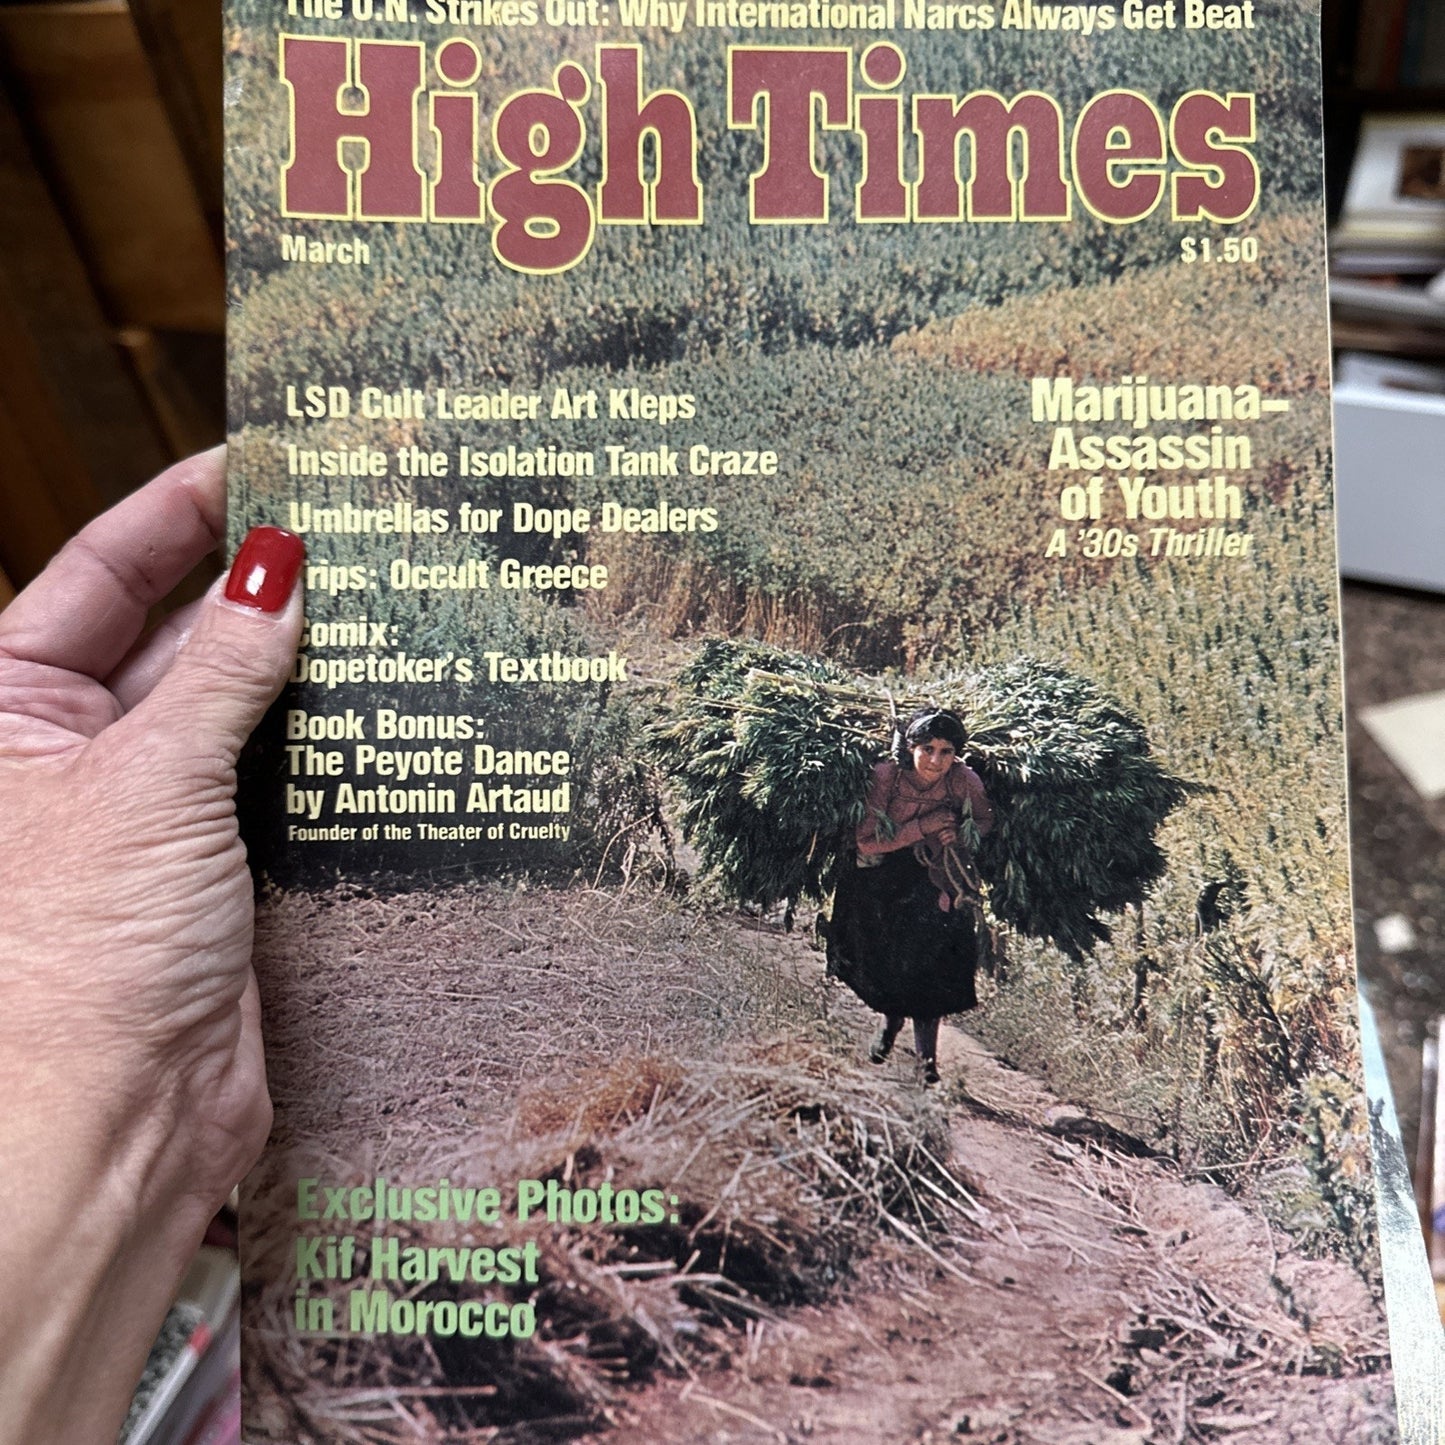 The U.N. Strikes Out: Why International Narcs Always Get Beat
High Times
March
$1.50
LSD Cult Leader Art Kleps
Inside the Isolation Tank Craze
Umbrellas for Dope Dealers
rips: Occult Greece
Comix:
Dopetoker's Textbook
Book Bonus:
The Peyote Dance
by Antonin Artaud
Founder of the Theater of Cruelty
Marijuana–
Assassin
of Youth
A '30s Thriller
Exclusive Photos:
Kif Harvest
in Morocco